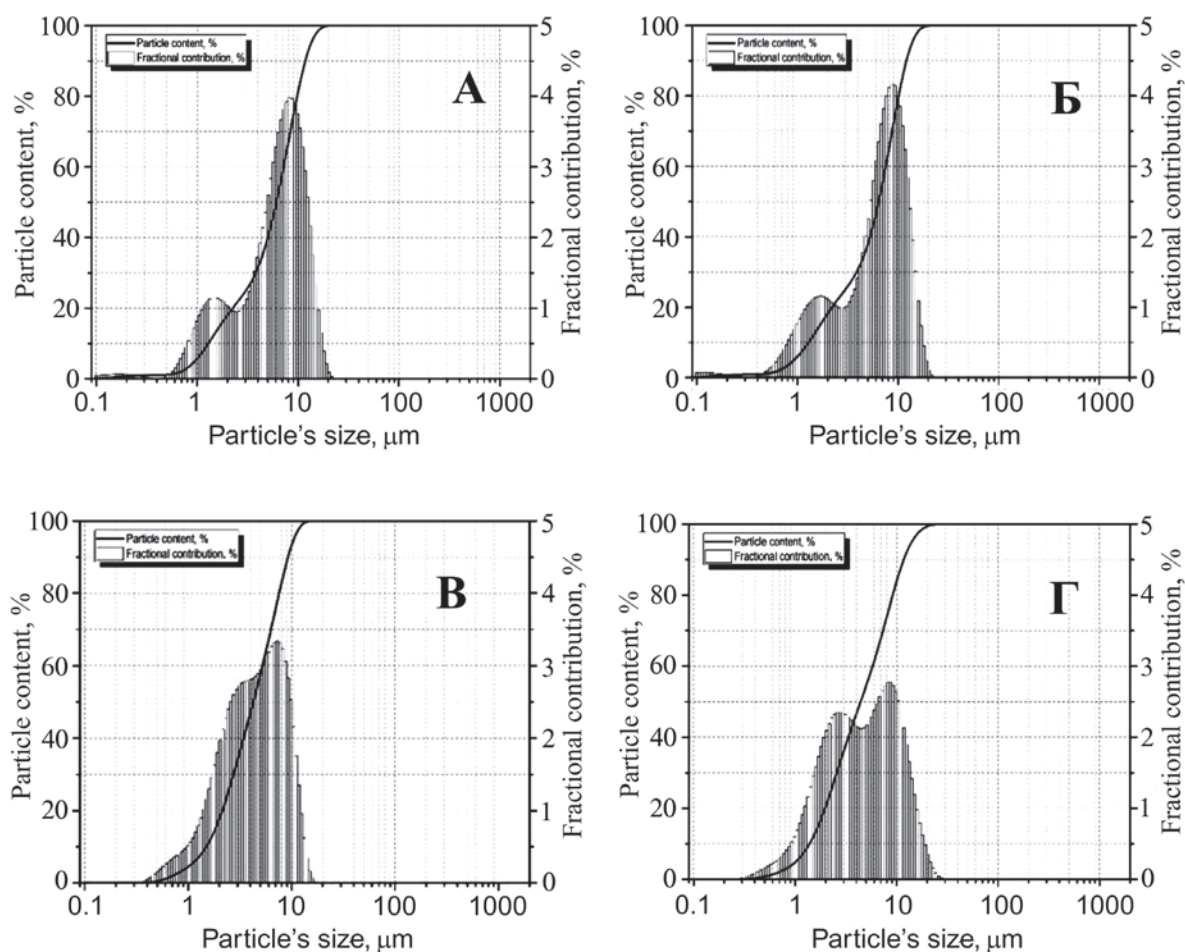 100
80
60
40
20
0
Particle content, %
Particle content, %
Fractional contribution, %
А
5
4
3
2
1
0
Fractional contribution, %
0.1 1 10 100 1000
Particle's size, μm
100
80
60
40
20
0
Particle content, %
Particle content, %
Fractional contribution, %
Б
5
4
3
2
1
0
Fractional contribution, %
0.1 1 10 100 1000
Particle's size, μm
100
80
60
40
20
0
Particle content, %
Particle content, %
Fractional contribution, %
В
5
4
3
2
1
0
Fractional contribution, %
0.1 1 10 100 1000
Particle's size, μm
100
80
60
40
20
0
Particle content, %
Particle content, %
Fractional contribution, %
Г
5
4
3
2
1
0
Fractional contribution, %
0.1 1 10 100 1000
Particle's size, μm